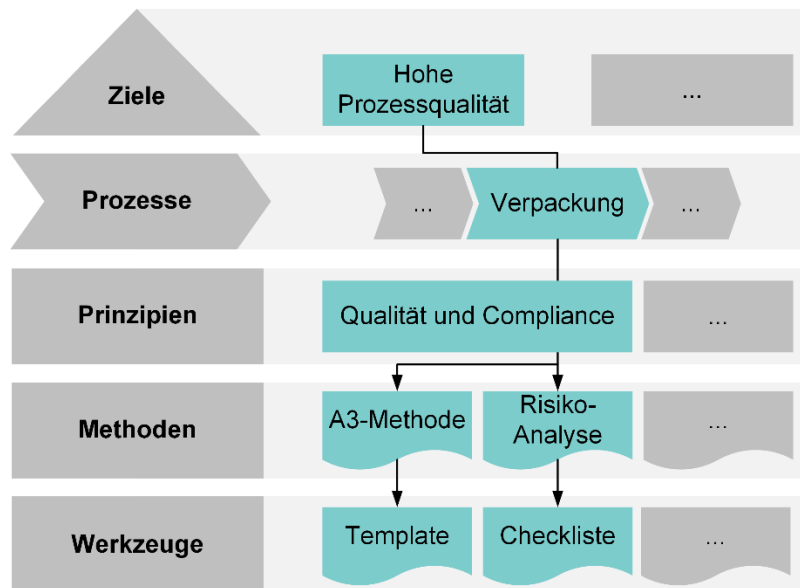 Ziele
Hohe
Prozessqualität
...
Prozesse
...
Verpackung
...
Prinzipien
Qualität und Compliance
...
Methoden
A3-Methode
Risiko-
Analyse
...
Werkzeuge
Template
Checkliste
...